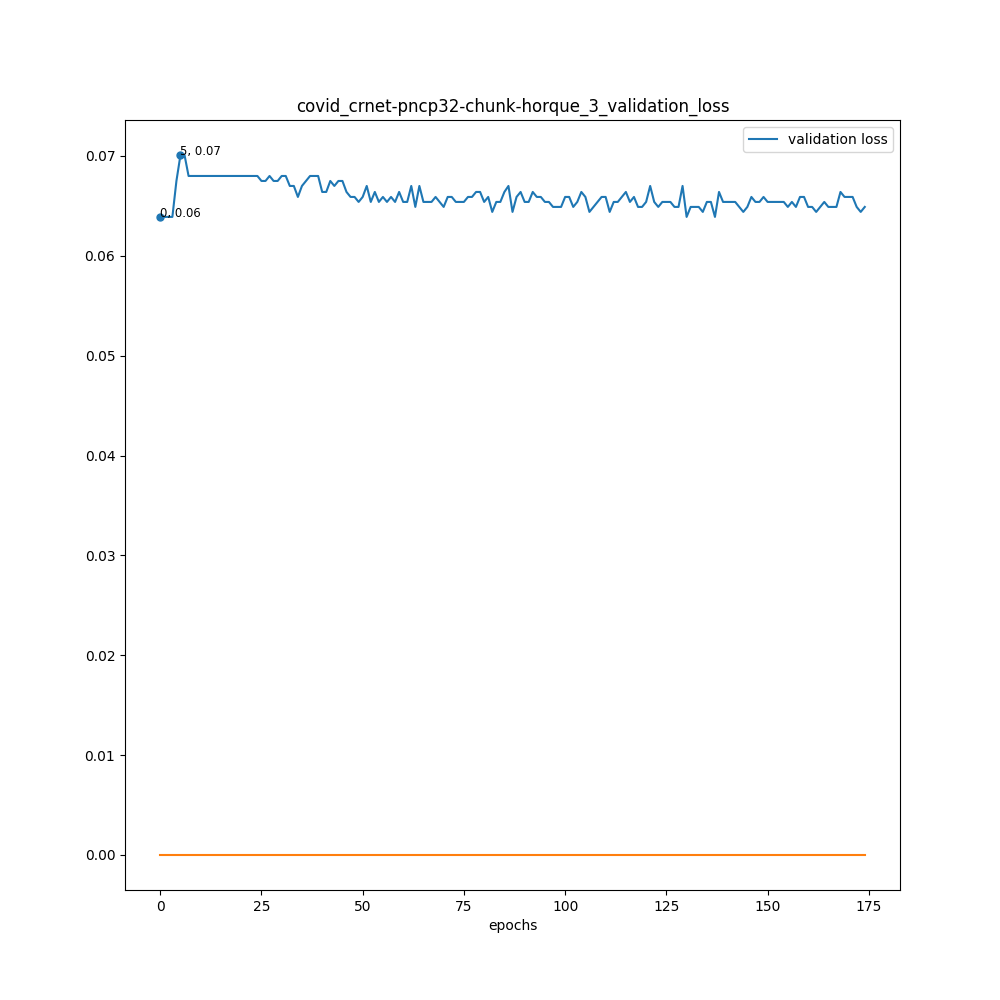 covid_crnet-pncp32-chunk-horque_3_validation_loss
validation loss
5, 0.07
0, 0.06
0.07
0.06
0.05
0.04
0.03
0.02
0.01
0.00
0 25 50 75 100 125 150 175
epochs